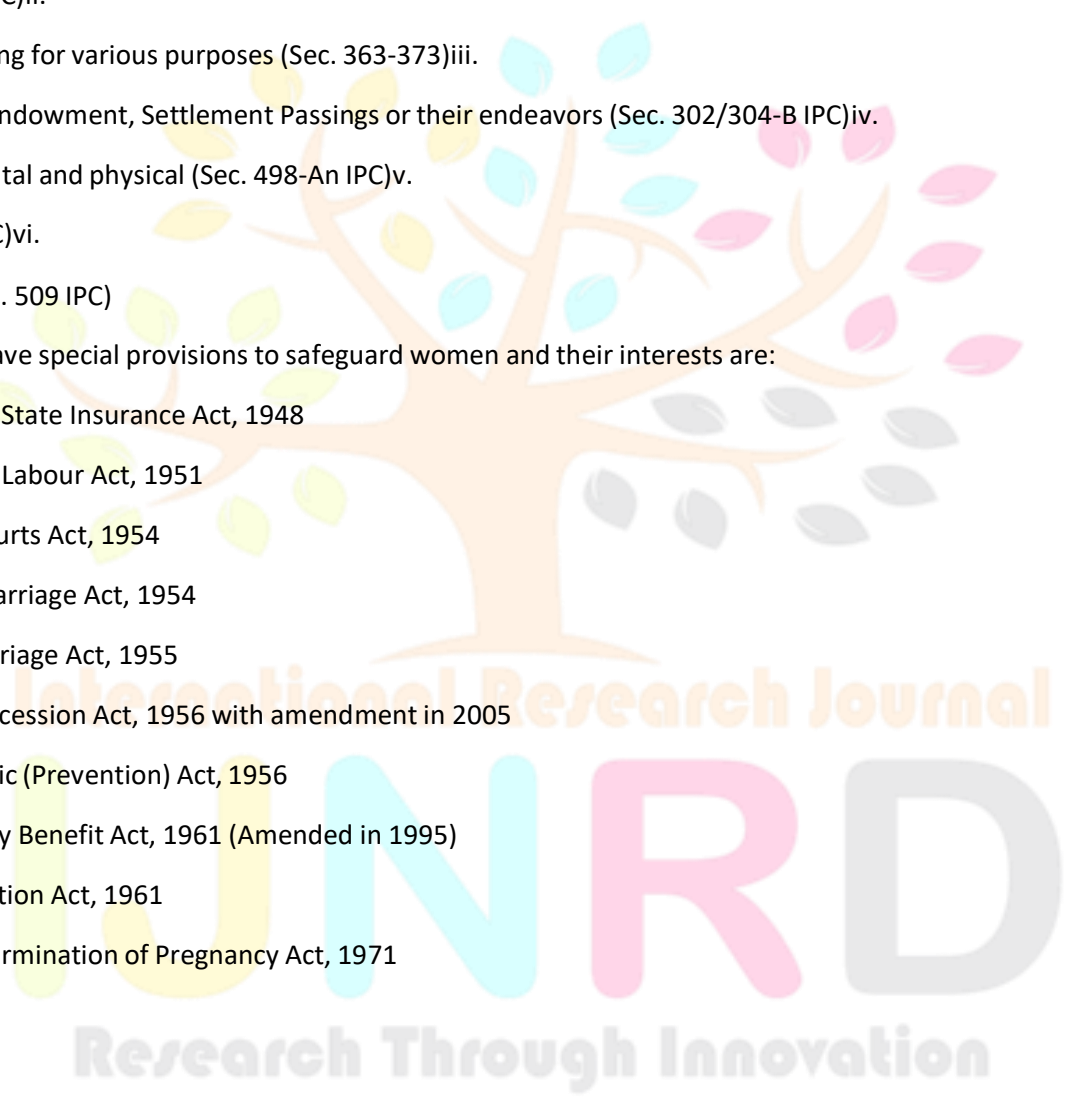 C)ii.
ng for various purposes (Sec. 363-373)iii.
ndowment, Settlement Passings or their endeavors (Sec. 302/304-B IPC)iv.
tal and physical (Sec. 498-An IPC)v.
C)vi.
. 509 IPC)
ave special provisions to safeguard women and their interests are:
State Insurance Act, 1948
Labour Act, 1951
urts Act, 1954
arriage Act, 1954
riage Act, 1955
International Research Journal
cession Act, 1956 with amendment in 2005
ic (Prevention) Act, 1956
y Benefit Act, 1961 (Amended in 1995)
tion Act, 1961
rmination of Pregnancy Act, 1971
IJNRD
Research Through Innovation